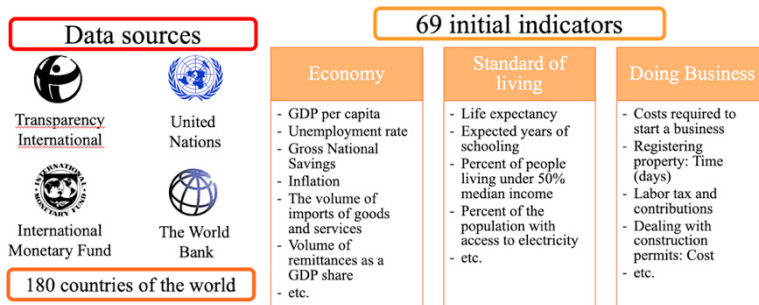 Data sources
Transparency
International
United
Nations
INTERNATIONAL
MONETARY FUND
International
Monetary Fund
The World
Bank
180 countries of the world
69 initial indicators
Economy
- GDP per capita
- Unemployment rate
- Gross National
Savings
- Inflation
- The volume of
imports of goods
and services
- Volume of
remittances as a
GDP share
- etc.
Standard of
living
- Life expectancy
- Expected years of
schooling
- Percent of people
living under 50%
median income
- Percent of the
population with
access to electricity
- etc.
Doing Business
- Costs required to
start a business
- Registering
property: Time
(days)
- Labor tax and
contributions
- Dealing with
construction
permits: Cost
- etc.